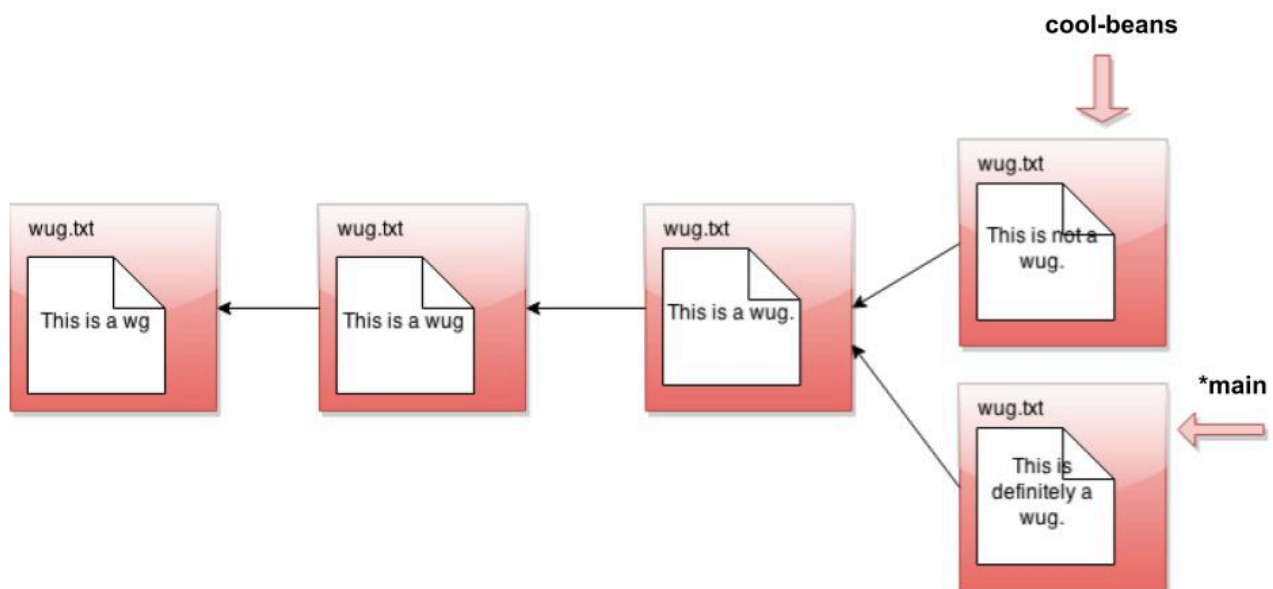 cool-beans
wug.txt
This is not a
wug.
wug.txt
This is a wg
wug.txt
This is a wug
wug.txt
This is a wug.
*main
wug.txt
This is
definitely a
wug.